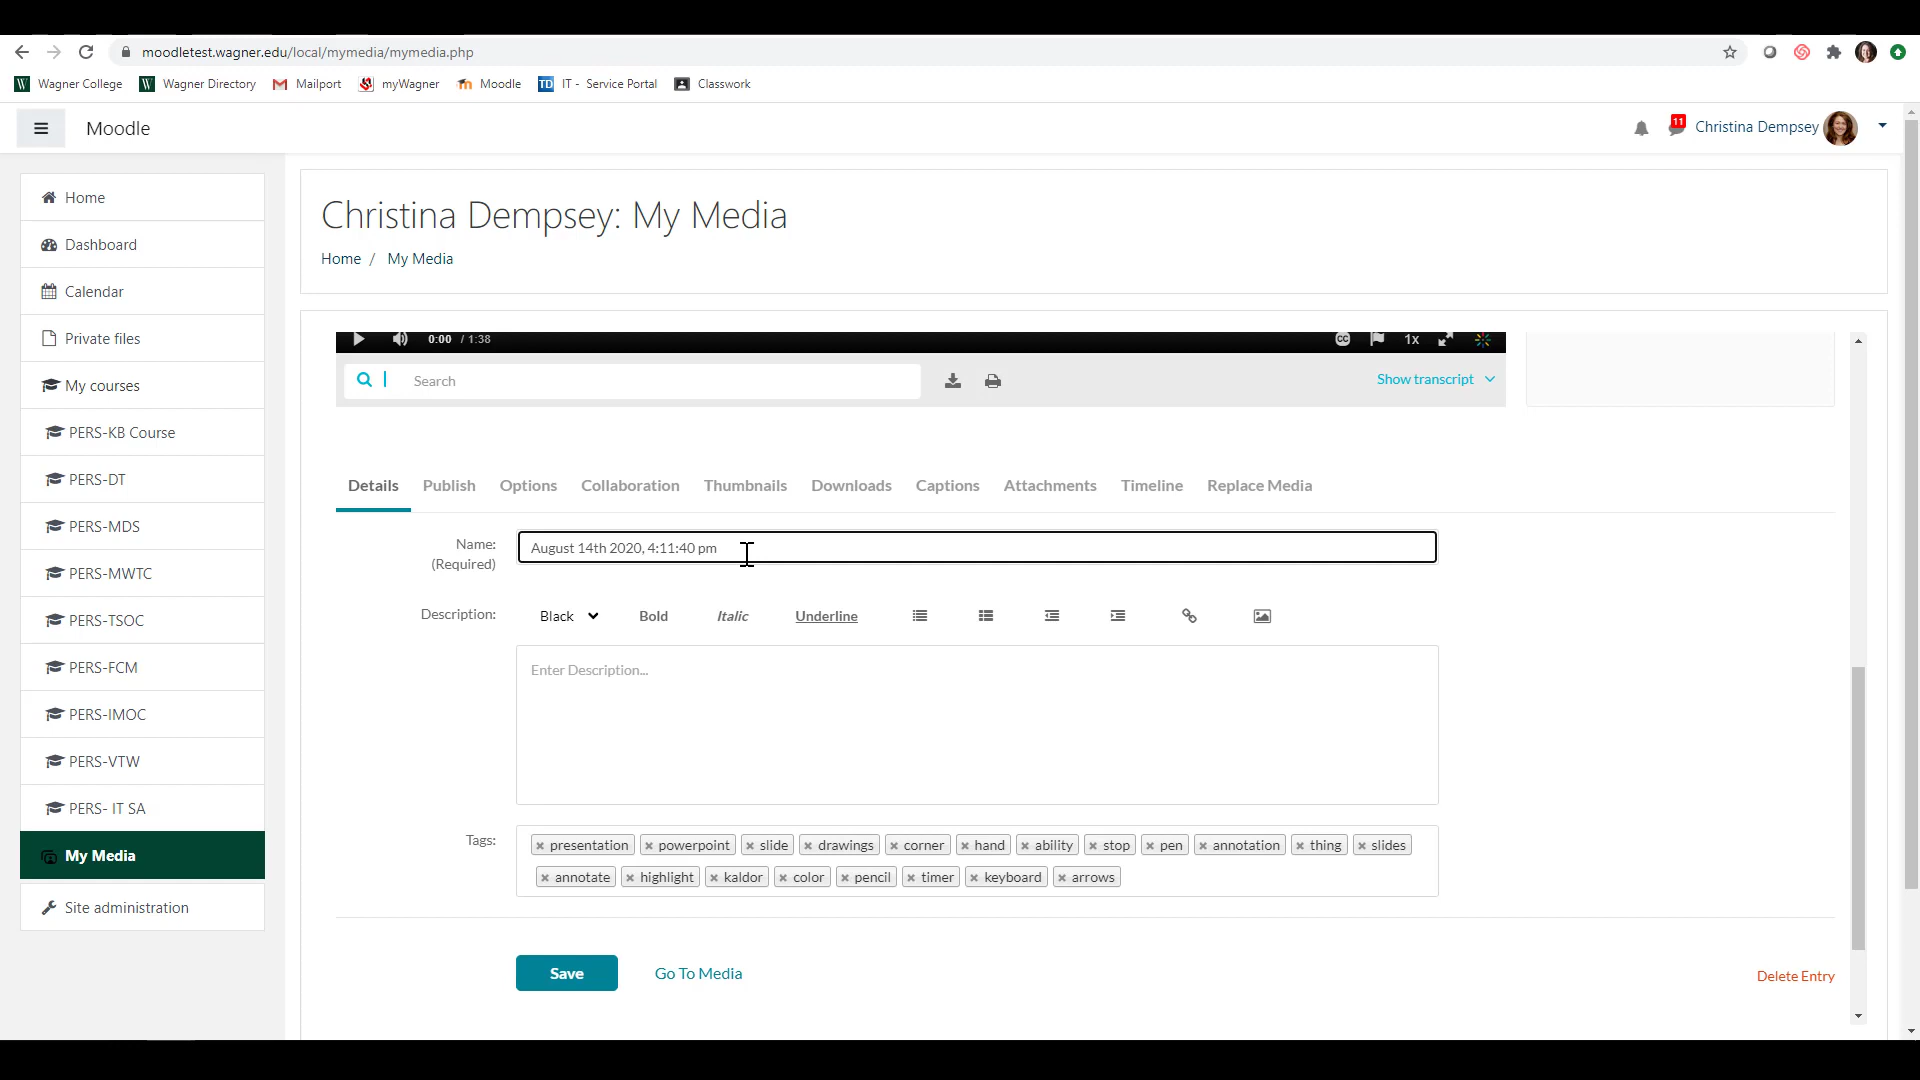 moodletest.wagner.edu/local/mymedia/mymedia.php
Wagner College Wagner Directory Mailport myWagner Moodle TD IT - Service Portal Classwork
Moodle
11 Christina Dempsey
Home
Dashboard
Calendar
Private files
My courses
PERS-KB Course
PERS-DT
PERS-MDS
PERS-MWTC
PERS-TSOC
PERS-FCM
PERS-IMOC
PERS-VTW
PERS- IT SA
My Media
Site administration
Christina Dempsey: My Media
Home / My Media
0:00 / 1:38 CC 1x
Search Show transcript
Details Publish Options Collaboration Thumbnails Downloads Captions Attachments Timeline Replace Media
Name: August 14th 2020, 4:11:40 pm
(Required)
Description: Black Bold Italic Underline
Enter Description...
Tags: × presentation × powerpoint × slide × drawings × corner × hand × ability × stop × pen × annotation × thing × slides
× annotate × highlight × kaldor × color × pencil × timer × keyboard × arrows
Save Go To Media Delete Entry